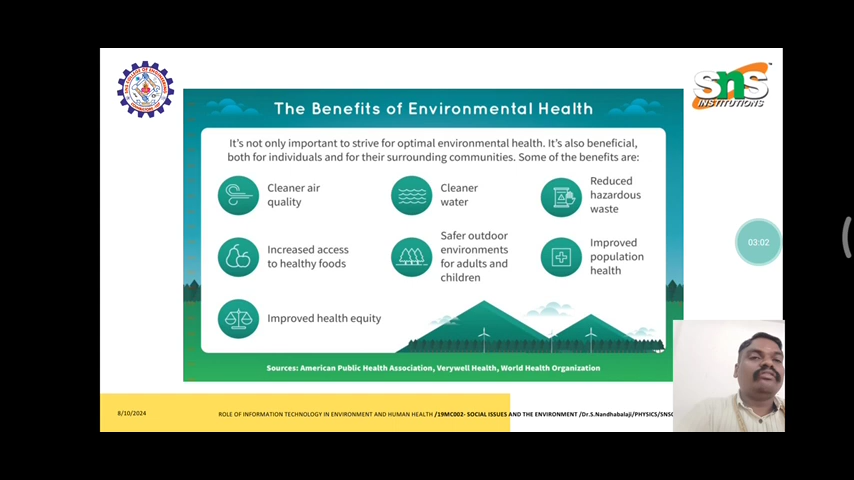 SNS COLLEGE OF ENGINEERING
SNS
INSTITUTIONS
The Benefits of Environmental Health
It's not only important to strive for optimal environmental health. It's also beneficial,
both for individuals and for their surrounding communities. Some of the benefits are:
Cleaner air
quality
Cleaner
water
Reduced
hazardous
waste
Increased access
to healthy foods
Safer outdoor
environments
for adults and
children
Improved
population
health
Improved health equity
03:02
Sources: American Public Health Association, Verywell Health, World Health Organization
8/10/2024
ROLE OF INFORMATION TECHNOLOGY IN ENVIRONMENT AND HUMAN HEALTH /19MC002- SOCIAL ISSUES AND THE ENVIRONMENT /Dr.S.Nandhabalaji/PHYSICS/SNSC